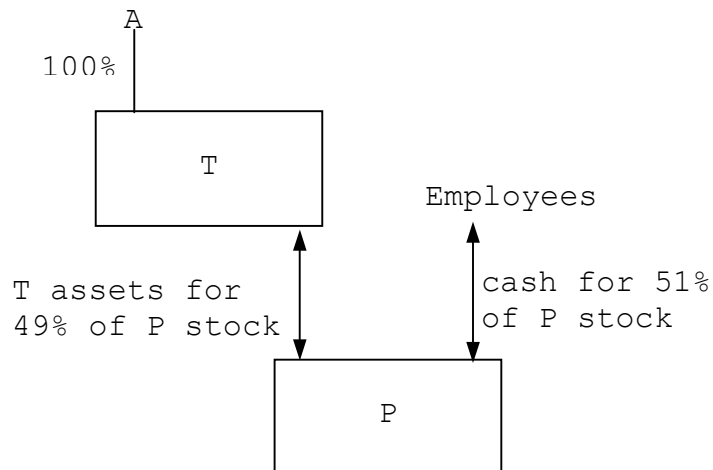 A
100%
T
Employees
T assets for
49% of P stock
cash for 51%
of P stock
P